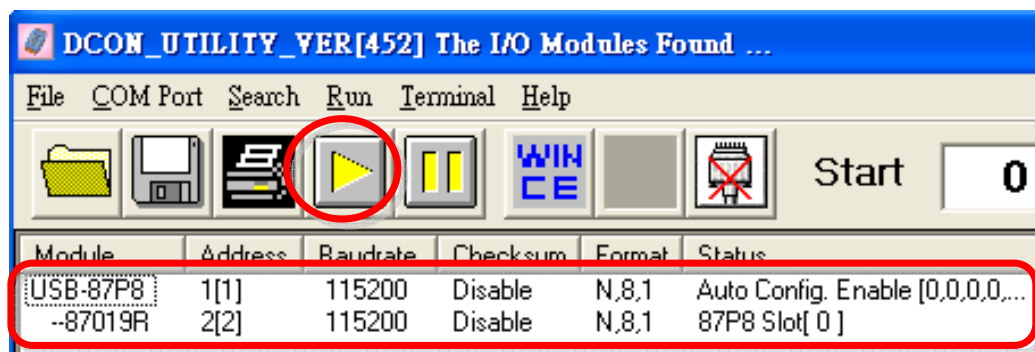 DCON_UTILITY_VER[452] The I/O Modules Found ...
File COM Port Search Run Terminal Help
WIN CE Start 0
Module Address Baudrate Checksum Format Status
USB-87P8 1[1] 115200 Disable N,8,1 Auto Config. Enable [0,0,0,0,...
--87019R 2[2] 115200 Disable N,8,1 87P8 Slot[ 0 ]